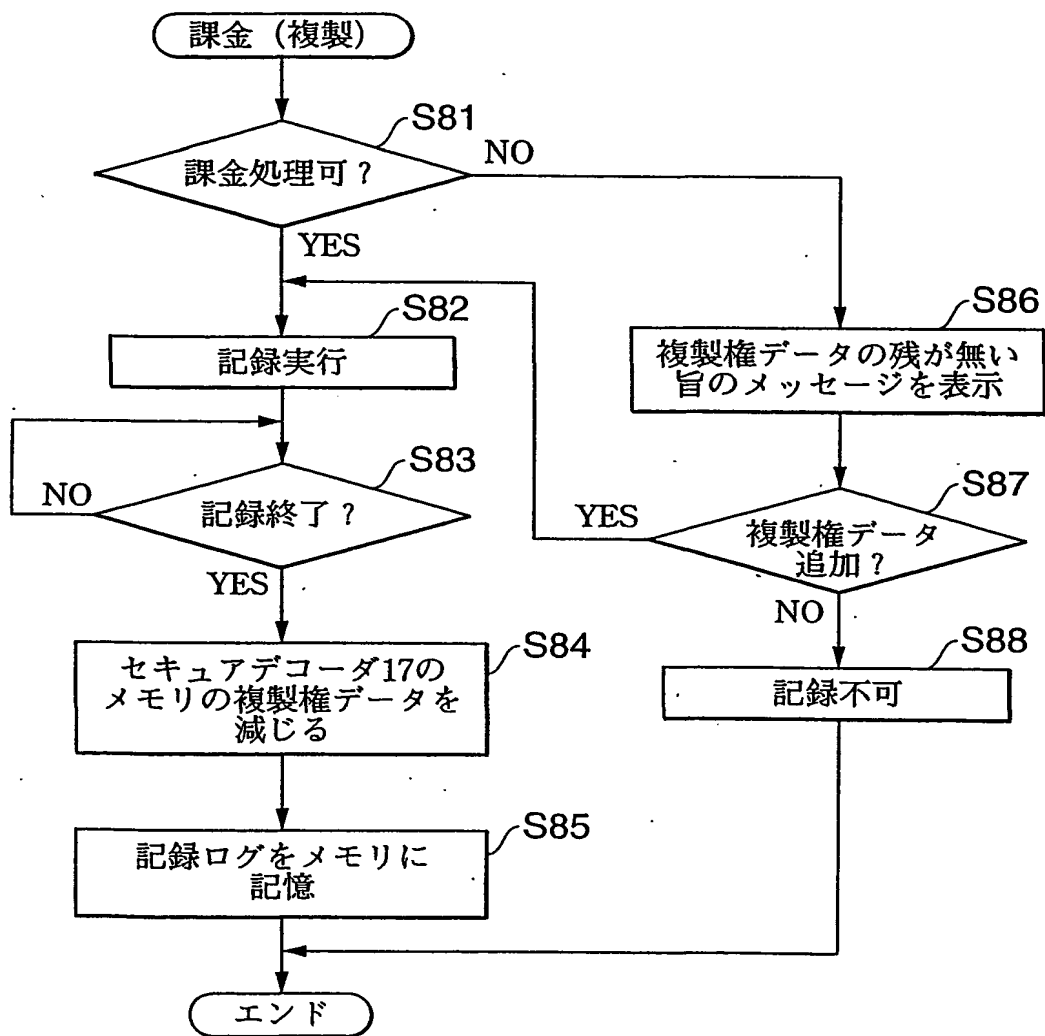 課金（複製）
S81
課金処理可？
NO
YES
S82
記録実行
S83
記録終了？
NO
YES
S84
セキュアデコーダ17の
メモリの複製権データを
減じる
S85
記録ログをメモリに
記憶
エンド
S86
複製権データの残が無い
旨のメッセージを表示
S87
複製権データ
追加？
YES
NO
S88
記録不可